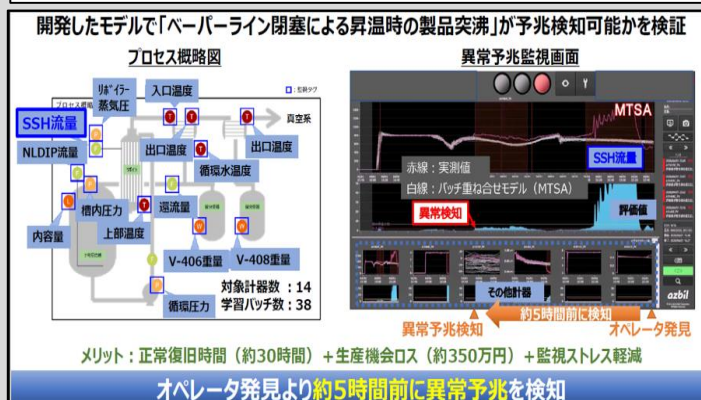 開発したモデルで「ベーパーライン閉塞による昇温時の製品突沸」が予兆検知可能かを検証
プロセス概略図
異常予兆監視画面
リボイラー
蒸気圧
入口温度
：監視タグ
SSH流量
真空系
NLDIP流量
出口温度
出口温度
循環水温度
槽内圧力
還流量
内容量
上部温度
V-406重量
V-408重量
対象計器数：14
学習バッチ数：38
循環圧力
MTSA
SSH流量
赤線：実測値
白線：バッチ重ね合せモデル（MTSA）
異常検知
評価値
その他計器
azbil
約5時間前に検知
異常予兆検知
オペレータ発見
メリット：正常復旧時間（約30時間）＋生産機会ロス（約350万円）＋監視ストレス軽減
オペレータ発見より約5時間前に異常予兆を検知